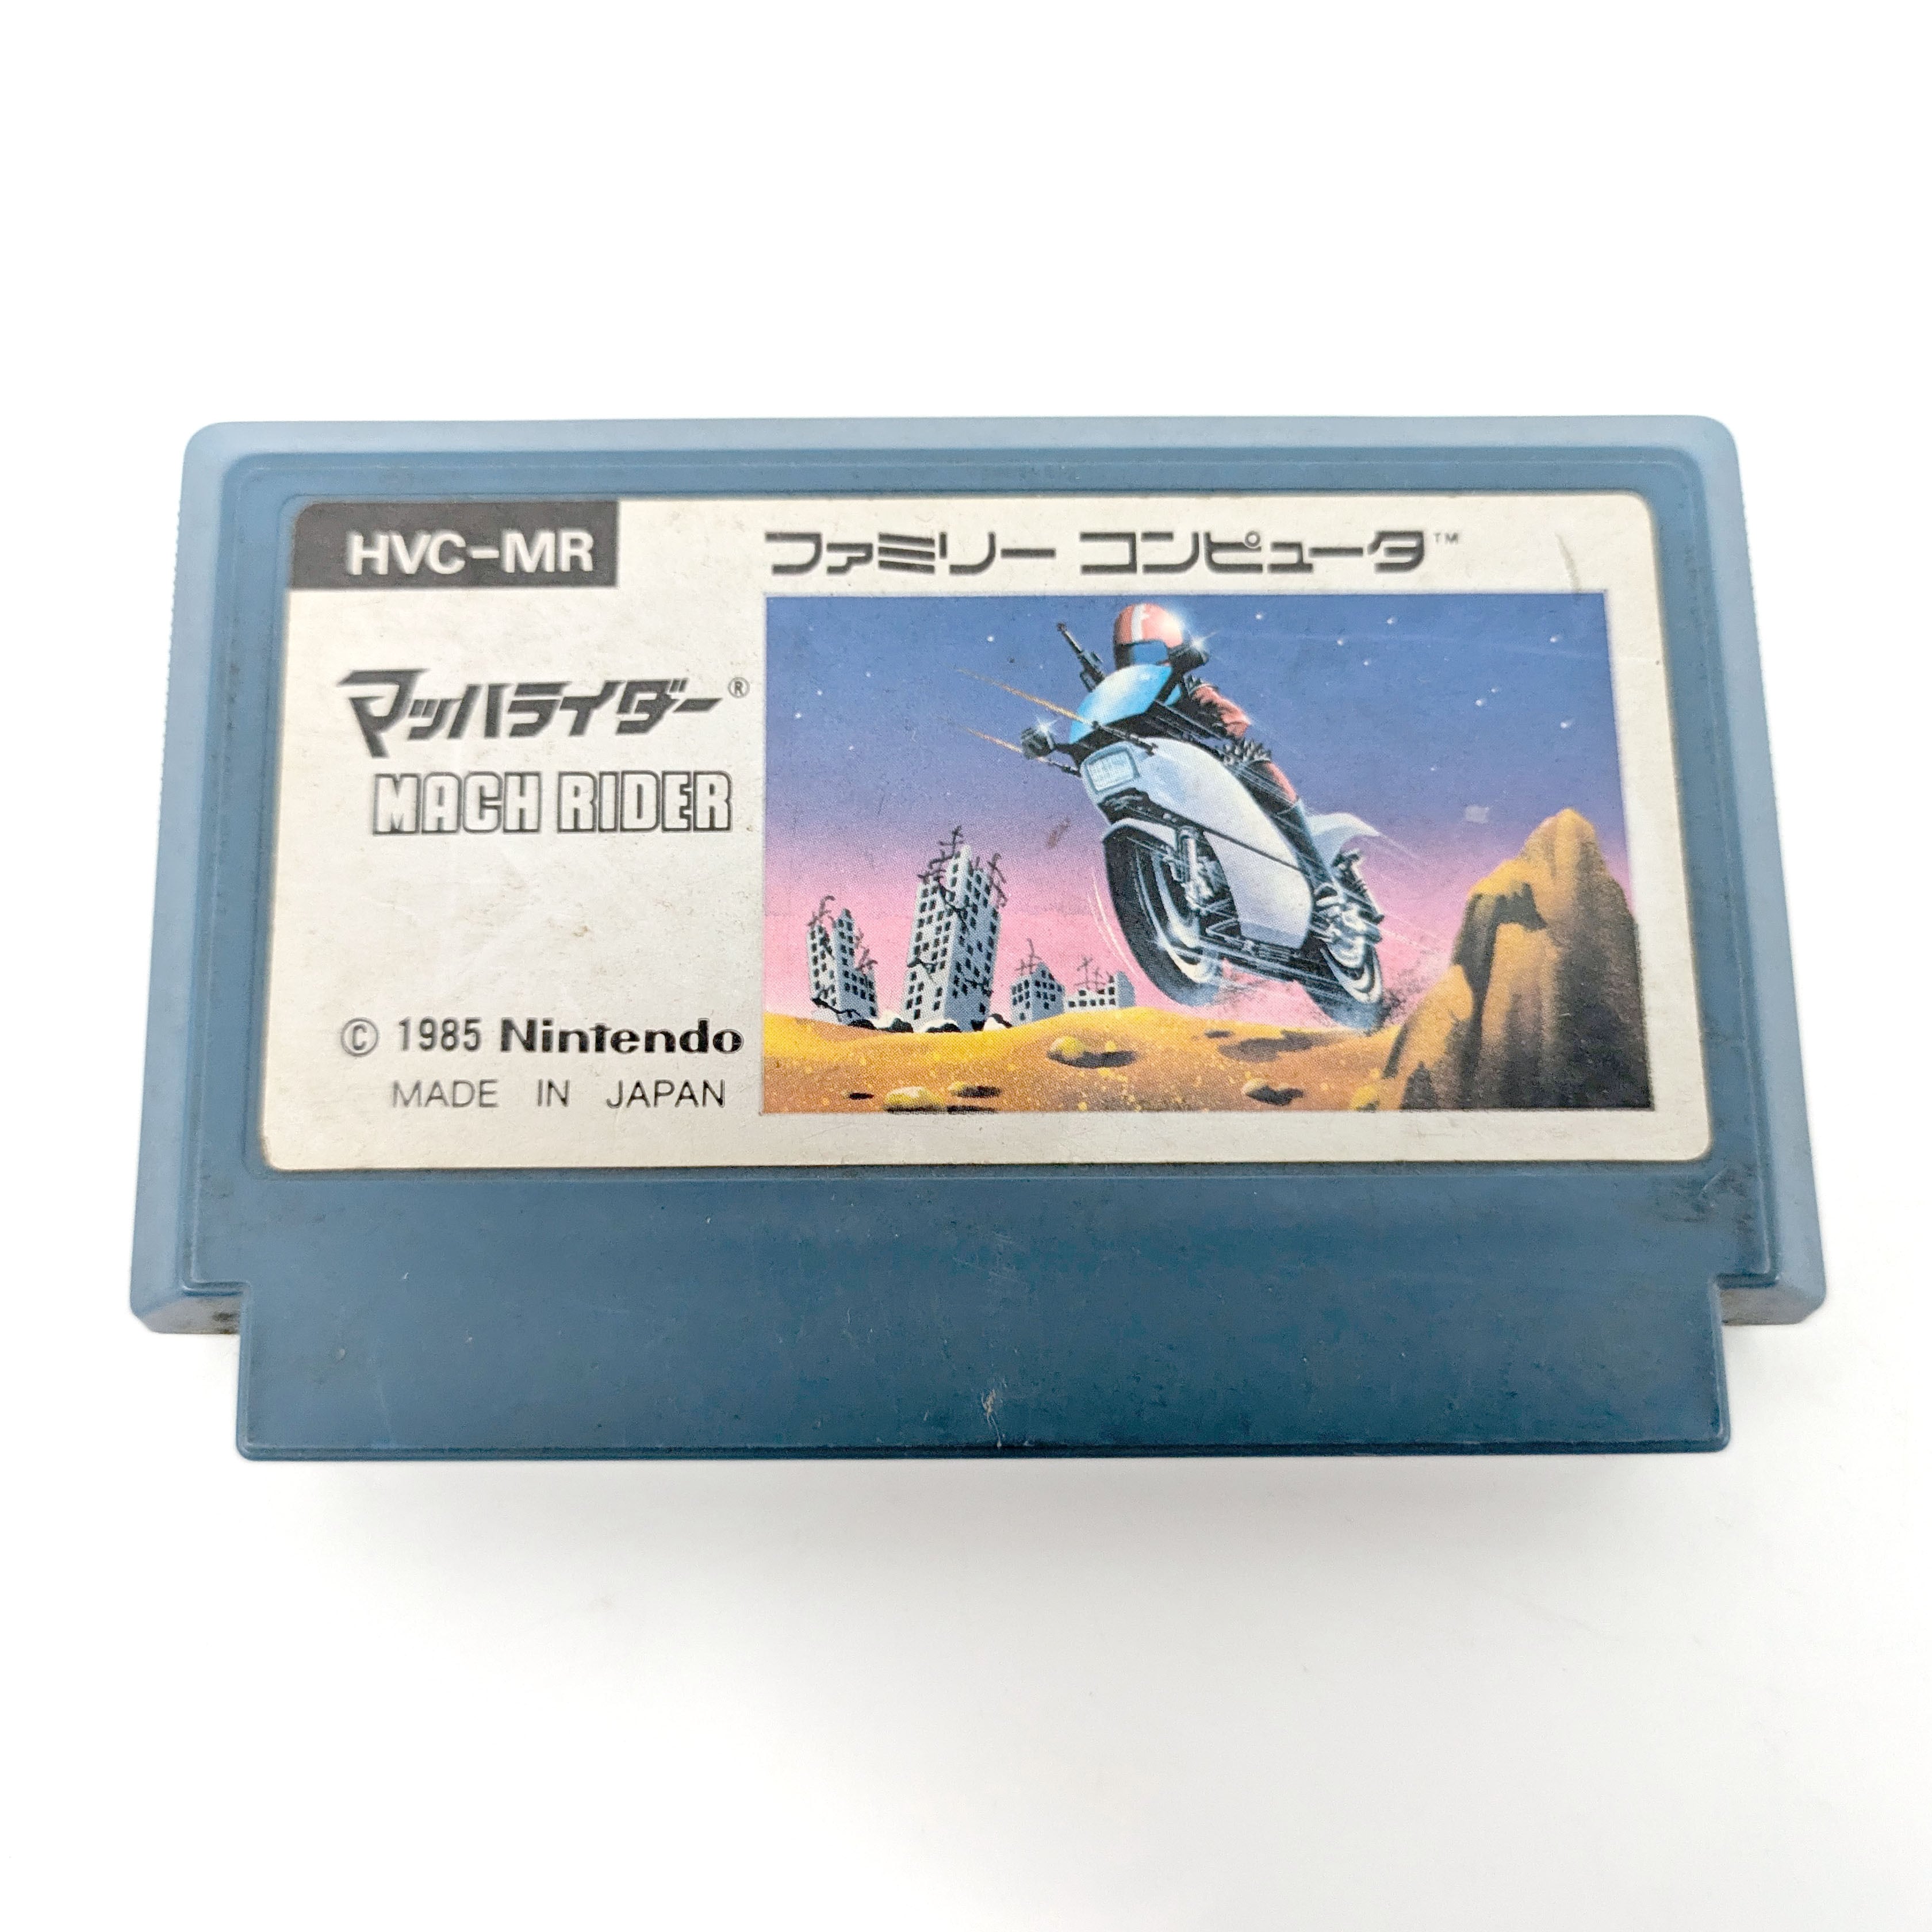 HVC-MR
ファミリー コンピュータ™
マッハライダー®
MACH RIDER
© 1985 Nintendo
MADE IN JAPAN